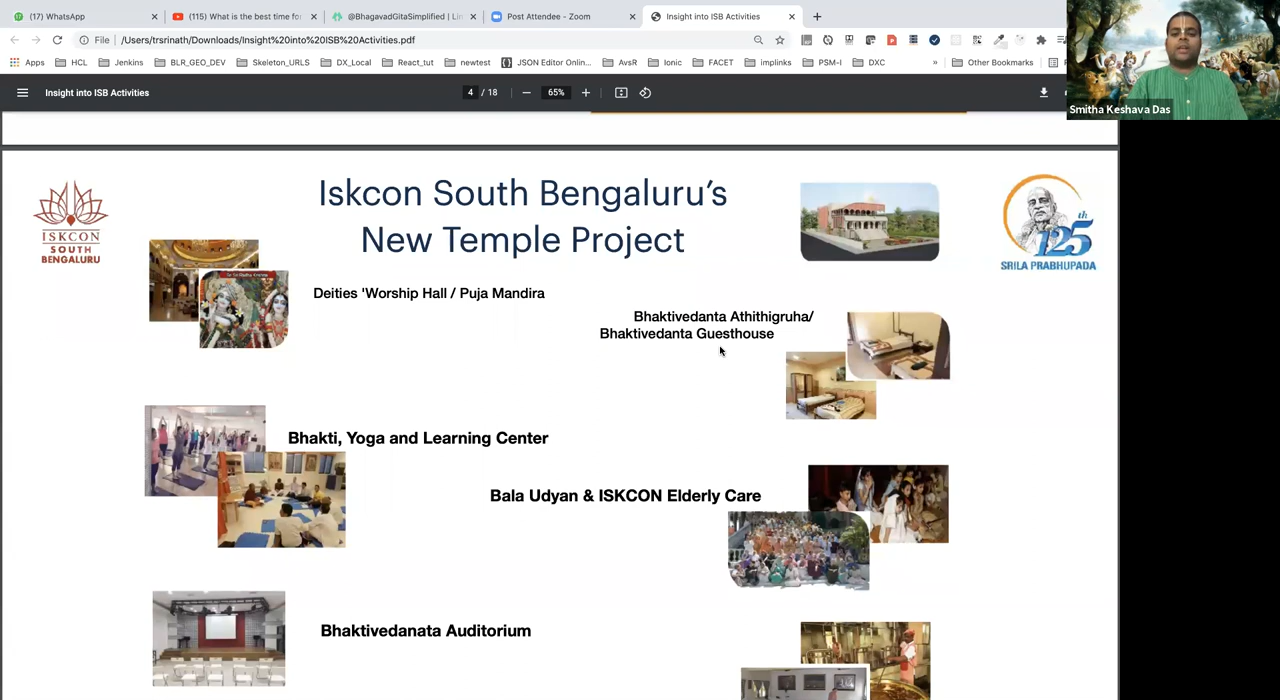 (17) WhatsApp
(115) What is the best time for
@BhagavadGitaSimplified | Lin
Post Attendee - Zoom
Insight into ISB Activities
File | /Users/trsrinath/Downloads/Insight%20into%20ISB%20Activities.pdf
Apps HCL Jenkins BLR_GEO_DEV Skeleton_URLS DX_Local React_tut newtest JSON Editor Onlin... AvsR Ionic FACET implinks PSM-I DXC » Other Bookmarks
Smitha Keshava Das
Insight into ISB Activities 4 / 18 65%
Iskcon South Bengaluru’s
New Temple Project
ISKCON
SOUTH
BENGALURU
125th
SRILA PRABHUPADA
Deities 'Worship Hall / Puja Mandira
Bhaktivedanta Athithigruha/
Bhaktivedanta Guesthouse
Bhakti, Yoga and Learning Center
Bala Udyan & ISKCON Elderly Care
Bhaktivedanata Auditorium